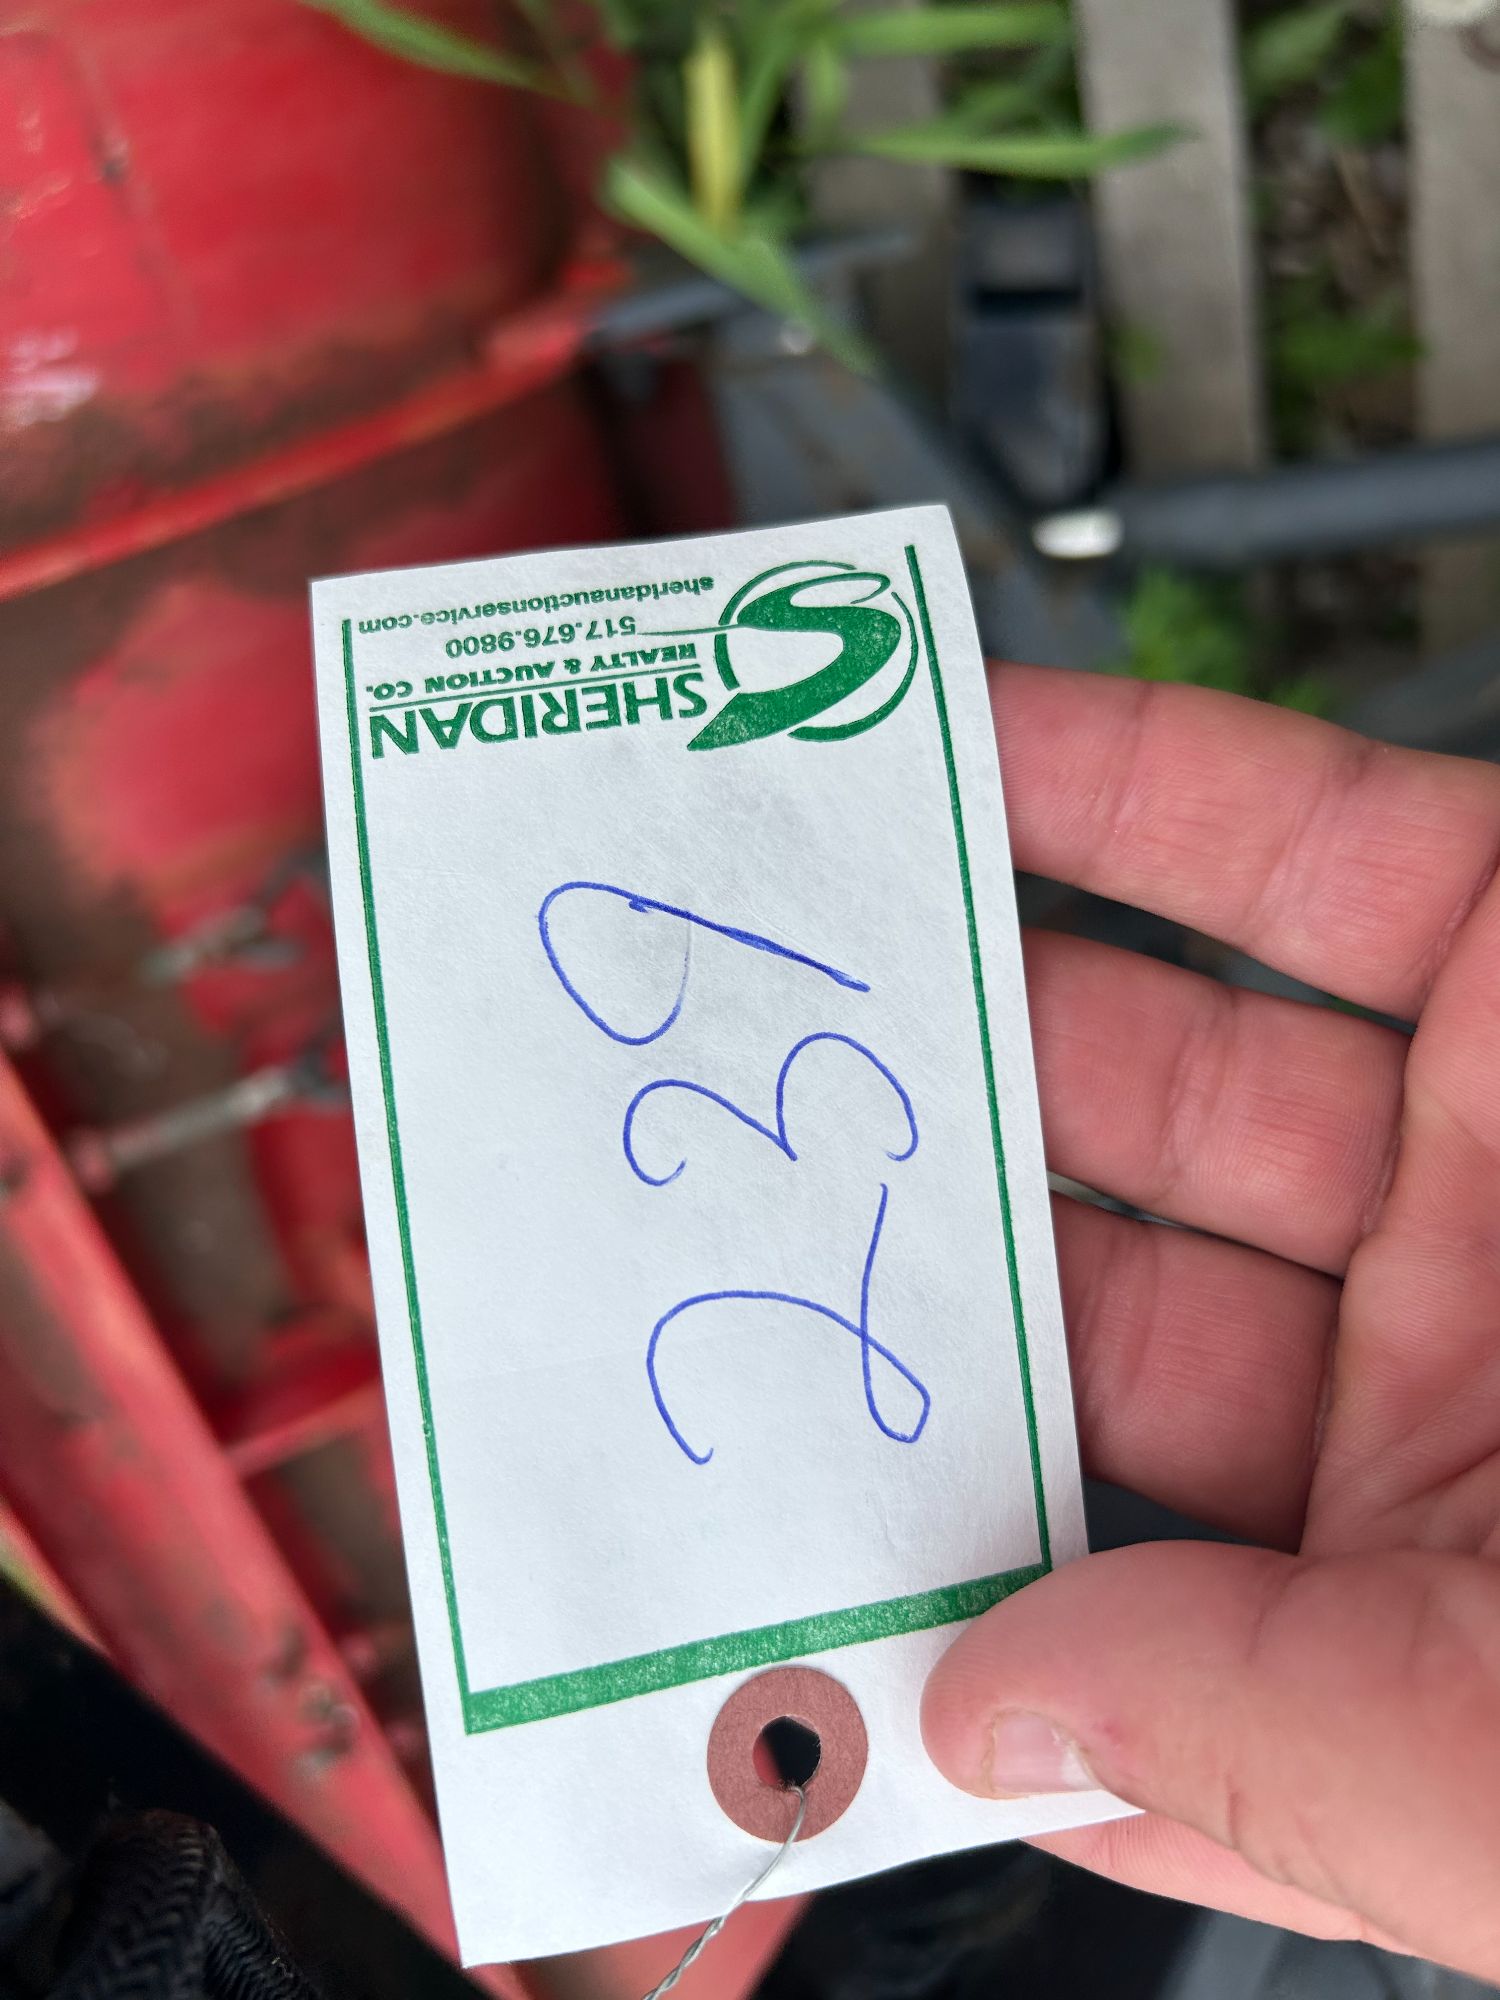 239
SHERIDAN
REALTY & AUCTION CO.
517.676.9800
sheridanauctionservice.com